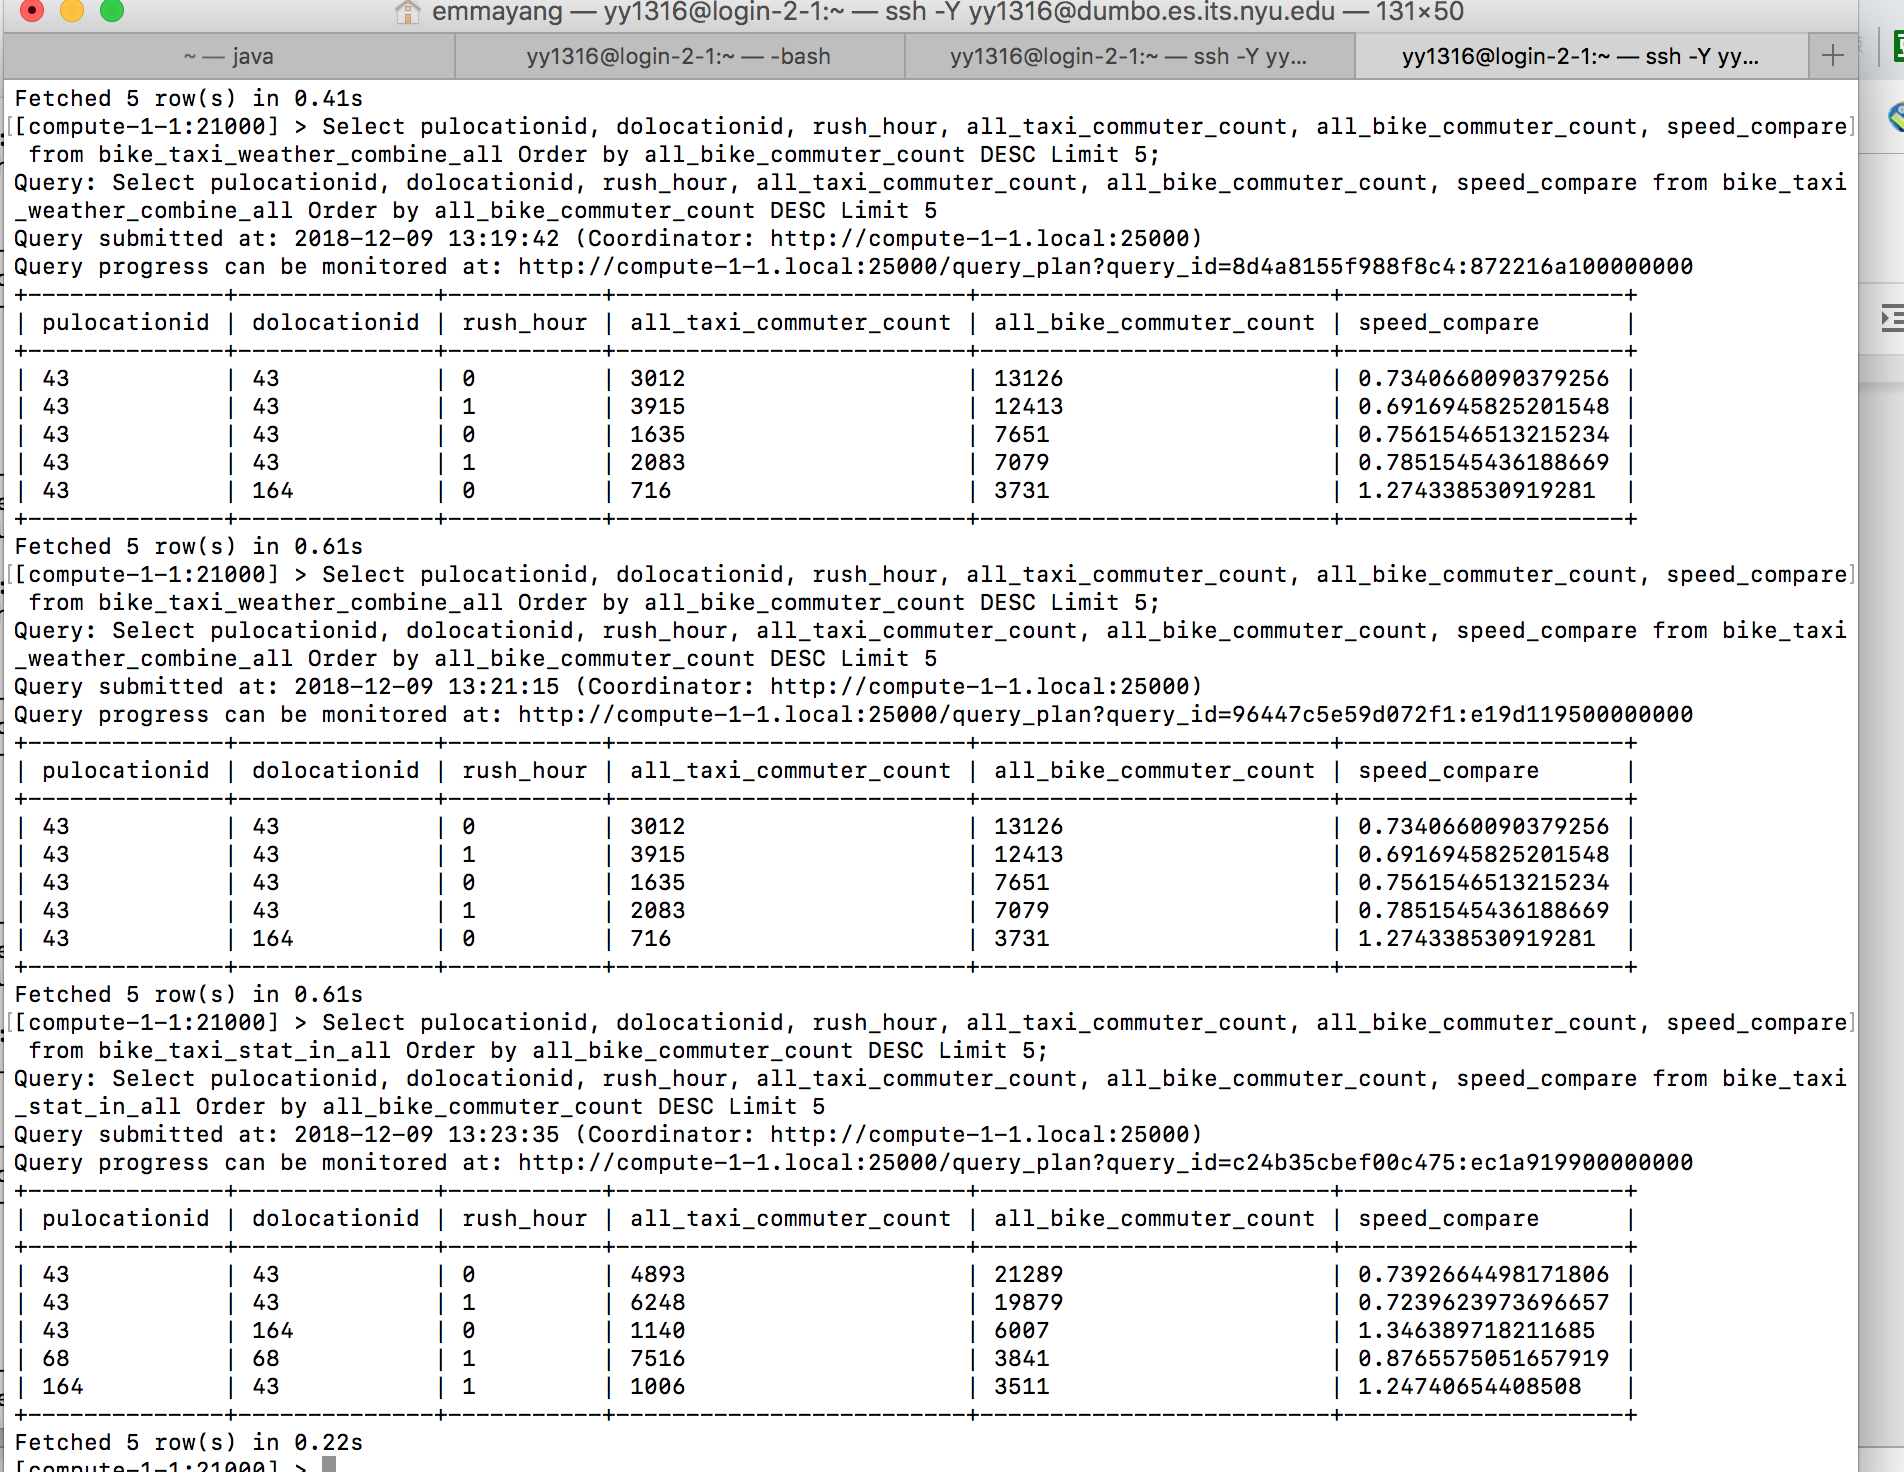 emmayang — yy1316@login-2-1:~ — ssh -Y yy1316@dumbo.es.its.nyu.edu — 131×50
~ — java yy1316@login-2-1:~ — -bash yy1316@login-2-1:~ — ssh -Y yy... yy1316@login-2-1:~ — ssh -Y yy... +
Fetched 5 row(s) in 0.41s
[[compute-1-1:21000] > Select pulocationid, dolocationid, rush_hour, all_taxi_commuter_count, all_bike_commuter_count, speed_compare]
 from bike_taxi_weather_combine_all Order by all_bike_commuter_count DESC Limit 5;
Query: Select pulocationid, dolocationid, rush_hour, all_taxi_commuter_count, all_bike_commuter_count, speed_compare from bike_taxi
_weather_combine_all Order by all_bike_commuter_count DESC Limit 5
Query submitted at: 2018-12-09 13:19:42 (Coordinator: http://compute-1-1.local:25000)
Query progress can be monitored at: http://compute-1-1.local:25000/query_plan?query_id=8d4a8155f988f8c4:872216a100000000
+--------------+--------------+-----------+-------------------------+-------------------------+--------------------+
| pulocationid | dolocationid | rush_hour | all_taxi_commuter_count | all_bike_commuter_count | speed_compare      |
+--------------+--------------+-----------+-------------------------+-------------------------+--------------------+
| 43           | 43           | 0         | 3012                    | 13126                   | 0.7340660090379256 |
| 43           | 43           | 1         | 3915                    | 12413                   | 0.6916945825201548 |
| 43           | 43           | 0         | 1635                    | 7651                    | 0.7561546513215234 |
| 43           | 43           | 1         | 2083                    | 7079                    | 0.7851545436188669 |
| 43           | 164          | 0         | 716                     | 3731                    | 1.274338530919281  |
+--------------+--------------+-----------+-------------------------+-------------------------+--------------------+
Fetched 5 row(s) in 0.61s
[[compute-1-1:21000] > Select pulocationid, dolocationid, rush_hour, all_taxi_commuter_count, all_bike_commuter_count, speed_compare]
 from bike_taxi_weather_combine_all Order by all_bike_commuter_count DESC Limit 5;
Query: Select pulocationid, dolocationid, rush_hour, all_taxi_commuter_count, all_bike_commuter_count, speed_compare from bike_taxi
_weather_combine_all Order by all_bike_commuter_count DESC Limit 5
Query submitted at: 2018-12-09 13:21:15 (Coordinator: http://compute-1-1.local:25000)
Query progress can be monitored at: http://compute-1-1.local:25000/query_plan?query_id=96447c5e59d072f1:e19d119500000000
+--------------+--------------+-----------+-------------------------+-------------------------+--------------------+
| pulocationid | dolocationid | rush_hour | all_taxi_commuter_count | all_bike_commuter_count | speed_compare      |
+--------------+--------------+-----------+-------------------------+-------------------------+--------------------+
| 43           | 43           | 0         | 3012                    | 13126                   | 0.7340660090379256 |
| 43           | 43           | 1         | 3915                    | 12413                   | 0.6916945825201548 |
| 43           | 43           | 0         | 1635                    | 7651                    | 0.7561546513215234 |
| 43           | 43           | 1         | 2083                    | 7079                    | 0.7851545436188669 |
| 43           | 164          | 0         | 716                     | 3731                    | 1.274338530919281  |
+--------------+--------------+-----------+-------------------------+-------------------------+--------------------+
Fetched 5 row(s) in 0.61s
[[compute-1-1:21000] > Select pulocationid, dolocationid, rush_hour, all_taxi_commuter_count, all_bike_commuter_count, speed_compare]
 from bike_taxi_stat_in_all Order by all_bike_commuter_count DESC Limit 5;
Query: Select pulocationid, dolocationid, rush_hour, all_taxi_commuter_count, all_bike_commuter_count, speed_compare from bike_taxi
_stat_in_all Order by all_bike_commuter_count DESC Limit 5
Query submitted at: 2018-12-09 13:23:35 (Coordinator: http://compute-1-1.local:25000)
Query progress can be monitored at: http://compute-1-1.local:25000/query_plan?query_id=c24b35cbef00c475:ec1a919900000000
+--------------+--------------+-----------+-------------------------+-------------------------+--------------------+
| pulocationid | dolocationid | rush_hour | all_taxi_commuter_count | all_bike_commuter_count | speed_compare      |
+--------------+--------------+-----------+-------------------------+-------------------------+--------------------+
| 43           | 43           | 0         | 4893                    | 21289                   | 0.7392664498171806 |
| 43           | 43           | 1         | 6248                    | 19879                   | 0.7239623973696657 |
| 43           | 164          | 0         | 1140                    | 6007                    | 1.346389718211685  |
| 68           | 68           | 1         | 7516                    | 3841                    | 0.8765575051657919 |
| 164          | 43           | 1         | 1006                    | 3511                    | 1.24740654408508   |
+--------------+--------------+-----------+-------------------------+-------------------------+--------------------+
Fetched 5 row(s) in 0.22s
[compute-1-1:21000] >